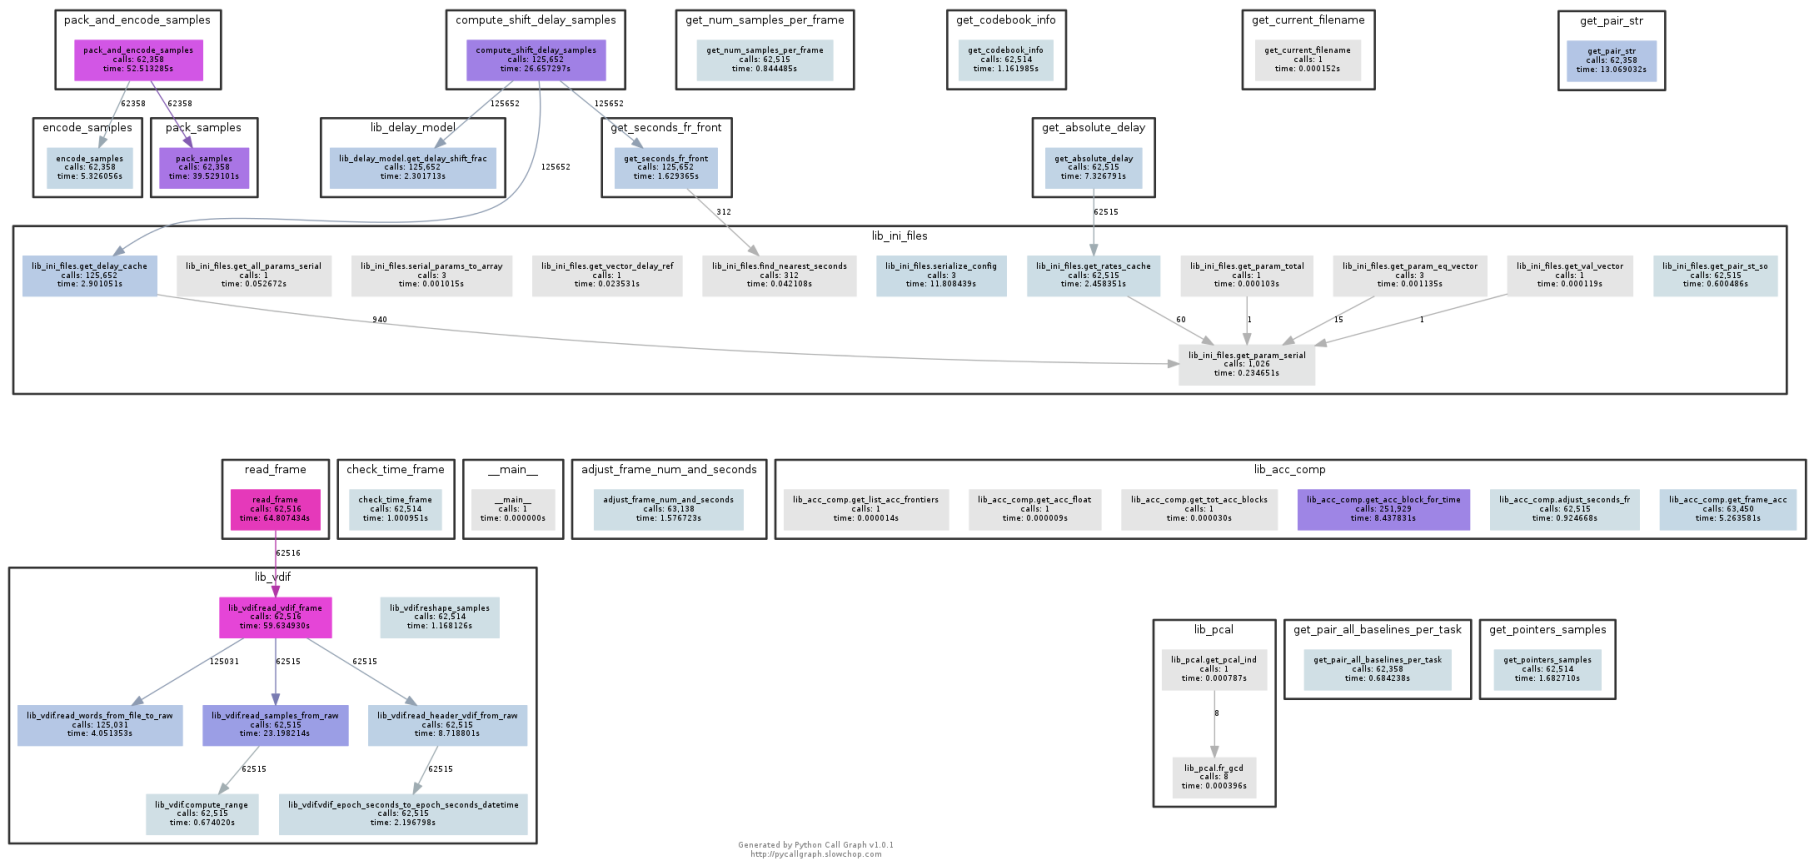 pack_and_encode_samples
pack_and_encode_samples
calls: 62,358
time: 52.513285s
compute_shift_delay_samples
compute_shift_delay_samples
calls: 125,652
time: 26.657297s
get_num_samples_per_frame
get_num_samples_per_frame
calls: 62,515
time: 0.844485s
get_codebook_info
get_codebook_info
calls: 62,514
time: 1.161985s
get_current_filename
get_current_filename
calls: 1
time: 0.000152s
get_pair_str
get_pair_str
calls: 62,358
time: 13.069032s
62358
62358
125652
125652
125652
encode_samples
encode_samples
calls: 62,358
time: 5.326056s
pack_samples
pack_samples
calls: 62,358
time: 39.529101s
lib_delay_model
lib_delay_model.get_delay_shift_frac
calls: 125,652
time: 2.301713s
get_seconds_fr_front
get_seconds_fr_front
calls: 125,652
time: 1.629365s
get_absolute_delay
get_absolute_delay
calls: 62,515
time: 7.326791s
312
62515
lib_ini_files
lib_ini_files.get_delay_cache
calls: 125,652
time: 2.901051s
lib_ini_files.get_all_params_serial
calls: 1
time: 0.052672s
lib_ini_files.serial_params_to_array
calls: 3
time: 0.001015s
lib_ini_files.get_vector_delay_ref
calls: 1
time: 0.023531s
lib_ini_files.find_nearest_seconds
calls: 312
time: 0.042108s
lib_ini_files.serialize_config
calls: 3
time: 11.808439s
lib_ini_files.get_rates_cache
calls: 62,515
time: 2.458351s
lib_ini_files.get_param_total
calls: 1
time: 0.000103s
lib_ini_files.get_param_eq_vector
calls: 3
time: 0.001135s
lib_ini_files.get_val_vector
calls: 1
time: 0.000119s
lib_ini_files.get_pair_st_so
calls: 62,515
time: 0.600486s
940
60
1
15
1
lib_ini_files.get_param_serial
calls: 1,026
time: 0.234651s
read_frame
read_frame
calls: 62,516
time: 64.807434s
check_time_frame
check_time_frame
calls: 62,514
time: 1.000951s
__main__
__main__
calls: 1
time: 0.000000s
adjust_frame_num_and_seconds
adjust_frame_num_and_seconds
calls: 63,138
time: 1.576723s
lib_acc_comp
lib_acc_comp.get_list_acc_frontiers
calls: 1
time: 0.000014s
lib_acc_comp.get_acc_float
calls: 1
time: 0.000009s
lib_acc_comp.get_tot_acc_blocks
calls: 1
time: 0.000030s
lib_acc_comp.get_acc_block_for_time
calls: 251,929
time: 8.437831s
lib_acc_comp.adjust_seconds_fr
calls: 62,515
time: 0.924668s
lib_acc_comp.get_frame_acc
calls: 63,450
time: 5.263581s
62516
lib_vdif
lib_vdif.read_vdif_frame
calls: 62,516
time: 59.634930s
lib_vdif.reshape_samples
calls: 62,514
time: 1.168126s
125031
62515
62515
lib_vdif.read_words_from_file_to_raw
calls: 125,031
time: 4.051353s
lib_vdif.read_samples_from_raw
calls: 62,515
time: 23.198214s
lib_vdif.read_header_vdif_from_raw
calls: 62,515
time: 8.718801s
62515
62515
lib_vdif.compute_range
calls: 62,515
time: 0.674020s
lib_vdif.vdif_epoch_seconds_to_epoch_seconds_datetime
calls: 62,515
time: 2.196798s
lib_pcal
lib_pcal.get_pcal_ind
calls: 1
time: 0.000787s
8
lib_pcal.fr_gcd
calls: 8
time: 0.000396s
get_pair_all_baselines_per_task
get_pair_all_baselines_per_task
calls: 62,358
time: 0.684238s
get_pointers_samples
get_pointers_samples
calls: 62,514
time: 1.682710s
Generated by Python Call Graph v1.0.1
http://pycallgraph.slowchop.com